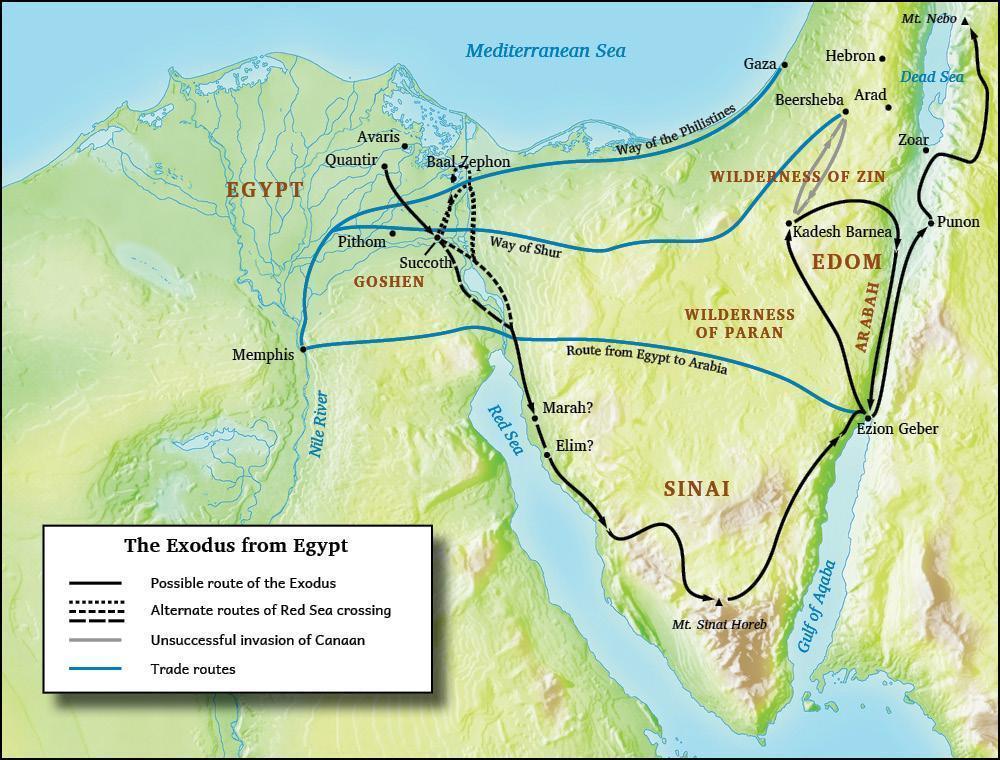 Mt. Nebo
Mediterranean Sea
Hebron
Gaza
Dead Sea
Beersheba
Arad
Way of the Philistines
Avaris
Zoar
Quantir
Baal Zephon
EGYPT
WILDERNESS OF ZIN
Punon
Kadesh Barnea
Pithom
Way of Shur
Succoth
EDOM
GOSHEN
ARABAH
WILDERNESS
OF PARAN
Memphis
Route from Egypt to Arabia
Nile River
Red Sea
Marah?
Ezion Geber
Elim?
SINAI
Gulf of Aqaba
Mt. Sinai Horeb
The Exodus from Egypt
Possible route of the Exodus
Alternate routes of Red Sea crossing
Unsuccessful invasion of Canaan
Trade routes